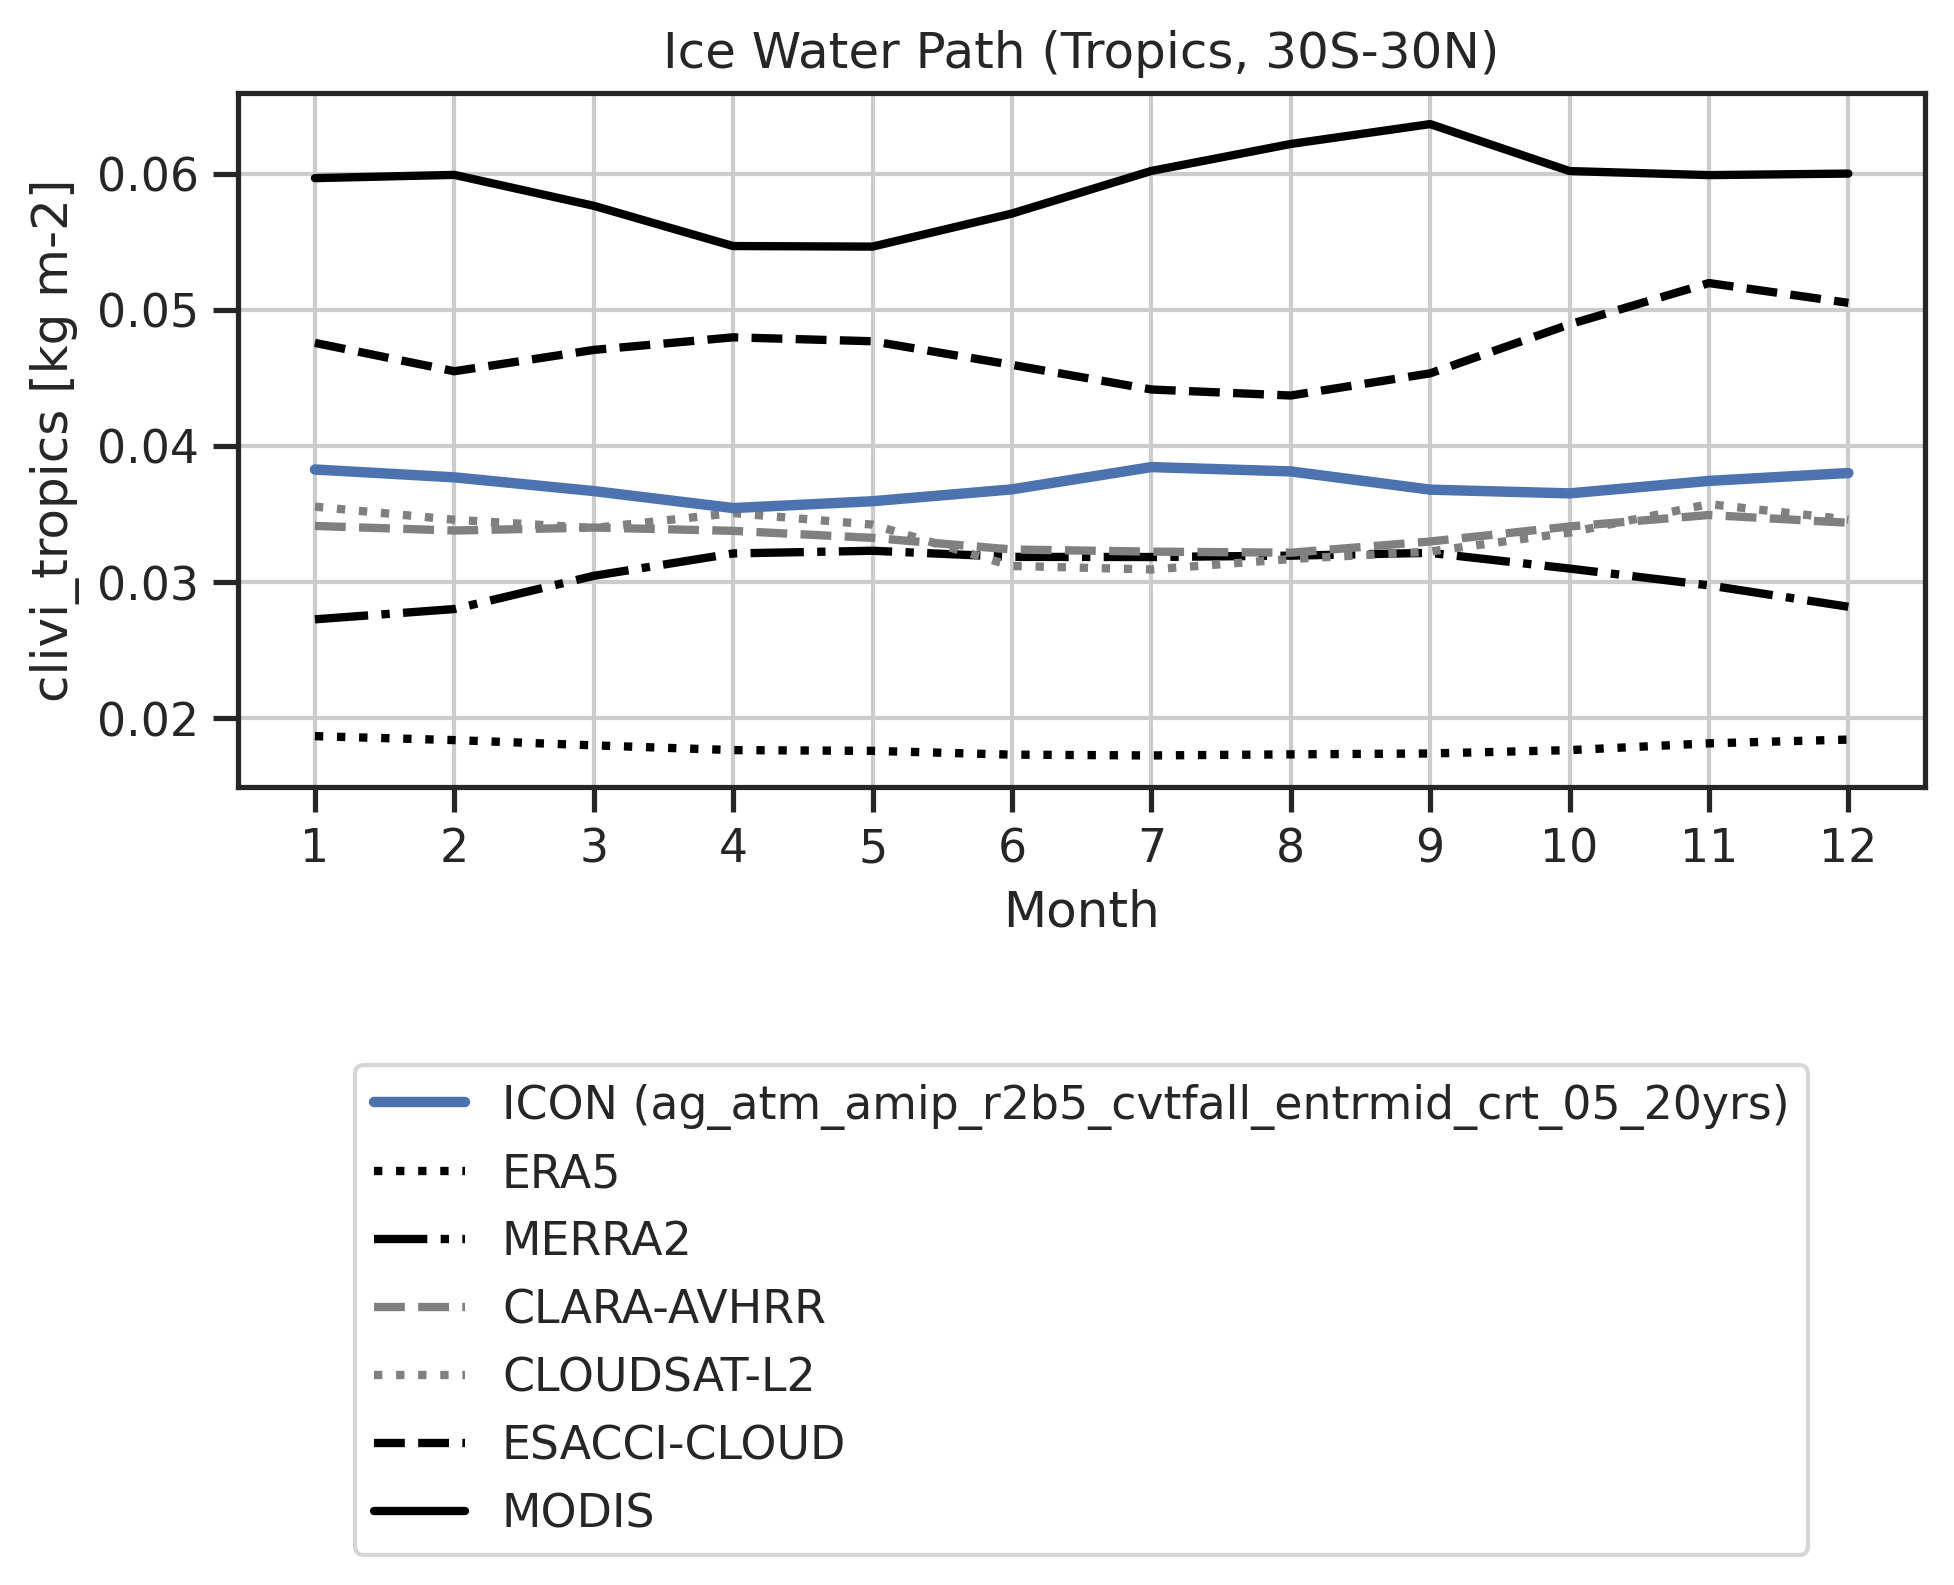 Ice Water Path (Tropics, 30S-30N)
clivi_tropics [kg m-2]
0.06
0.05
0.04
0.03
0.02
1 2 3 4 5 6 7 8 9 10 11 12
Month
ICON (ag_atm_amip_r2b5_cvtfall_entrmid_crt_05_20yrs)
ERA5
MERRA2
CLARA-AVHRR
CLOUDSAT-L2
ESACCI-CLOUD
MODIS